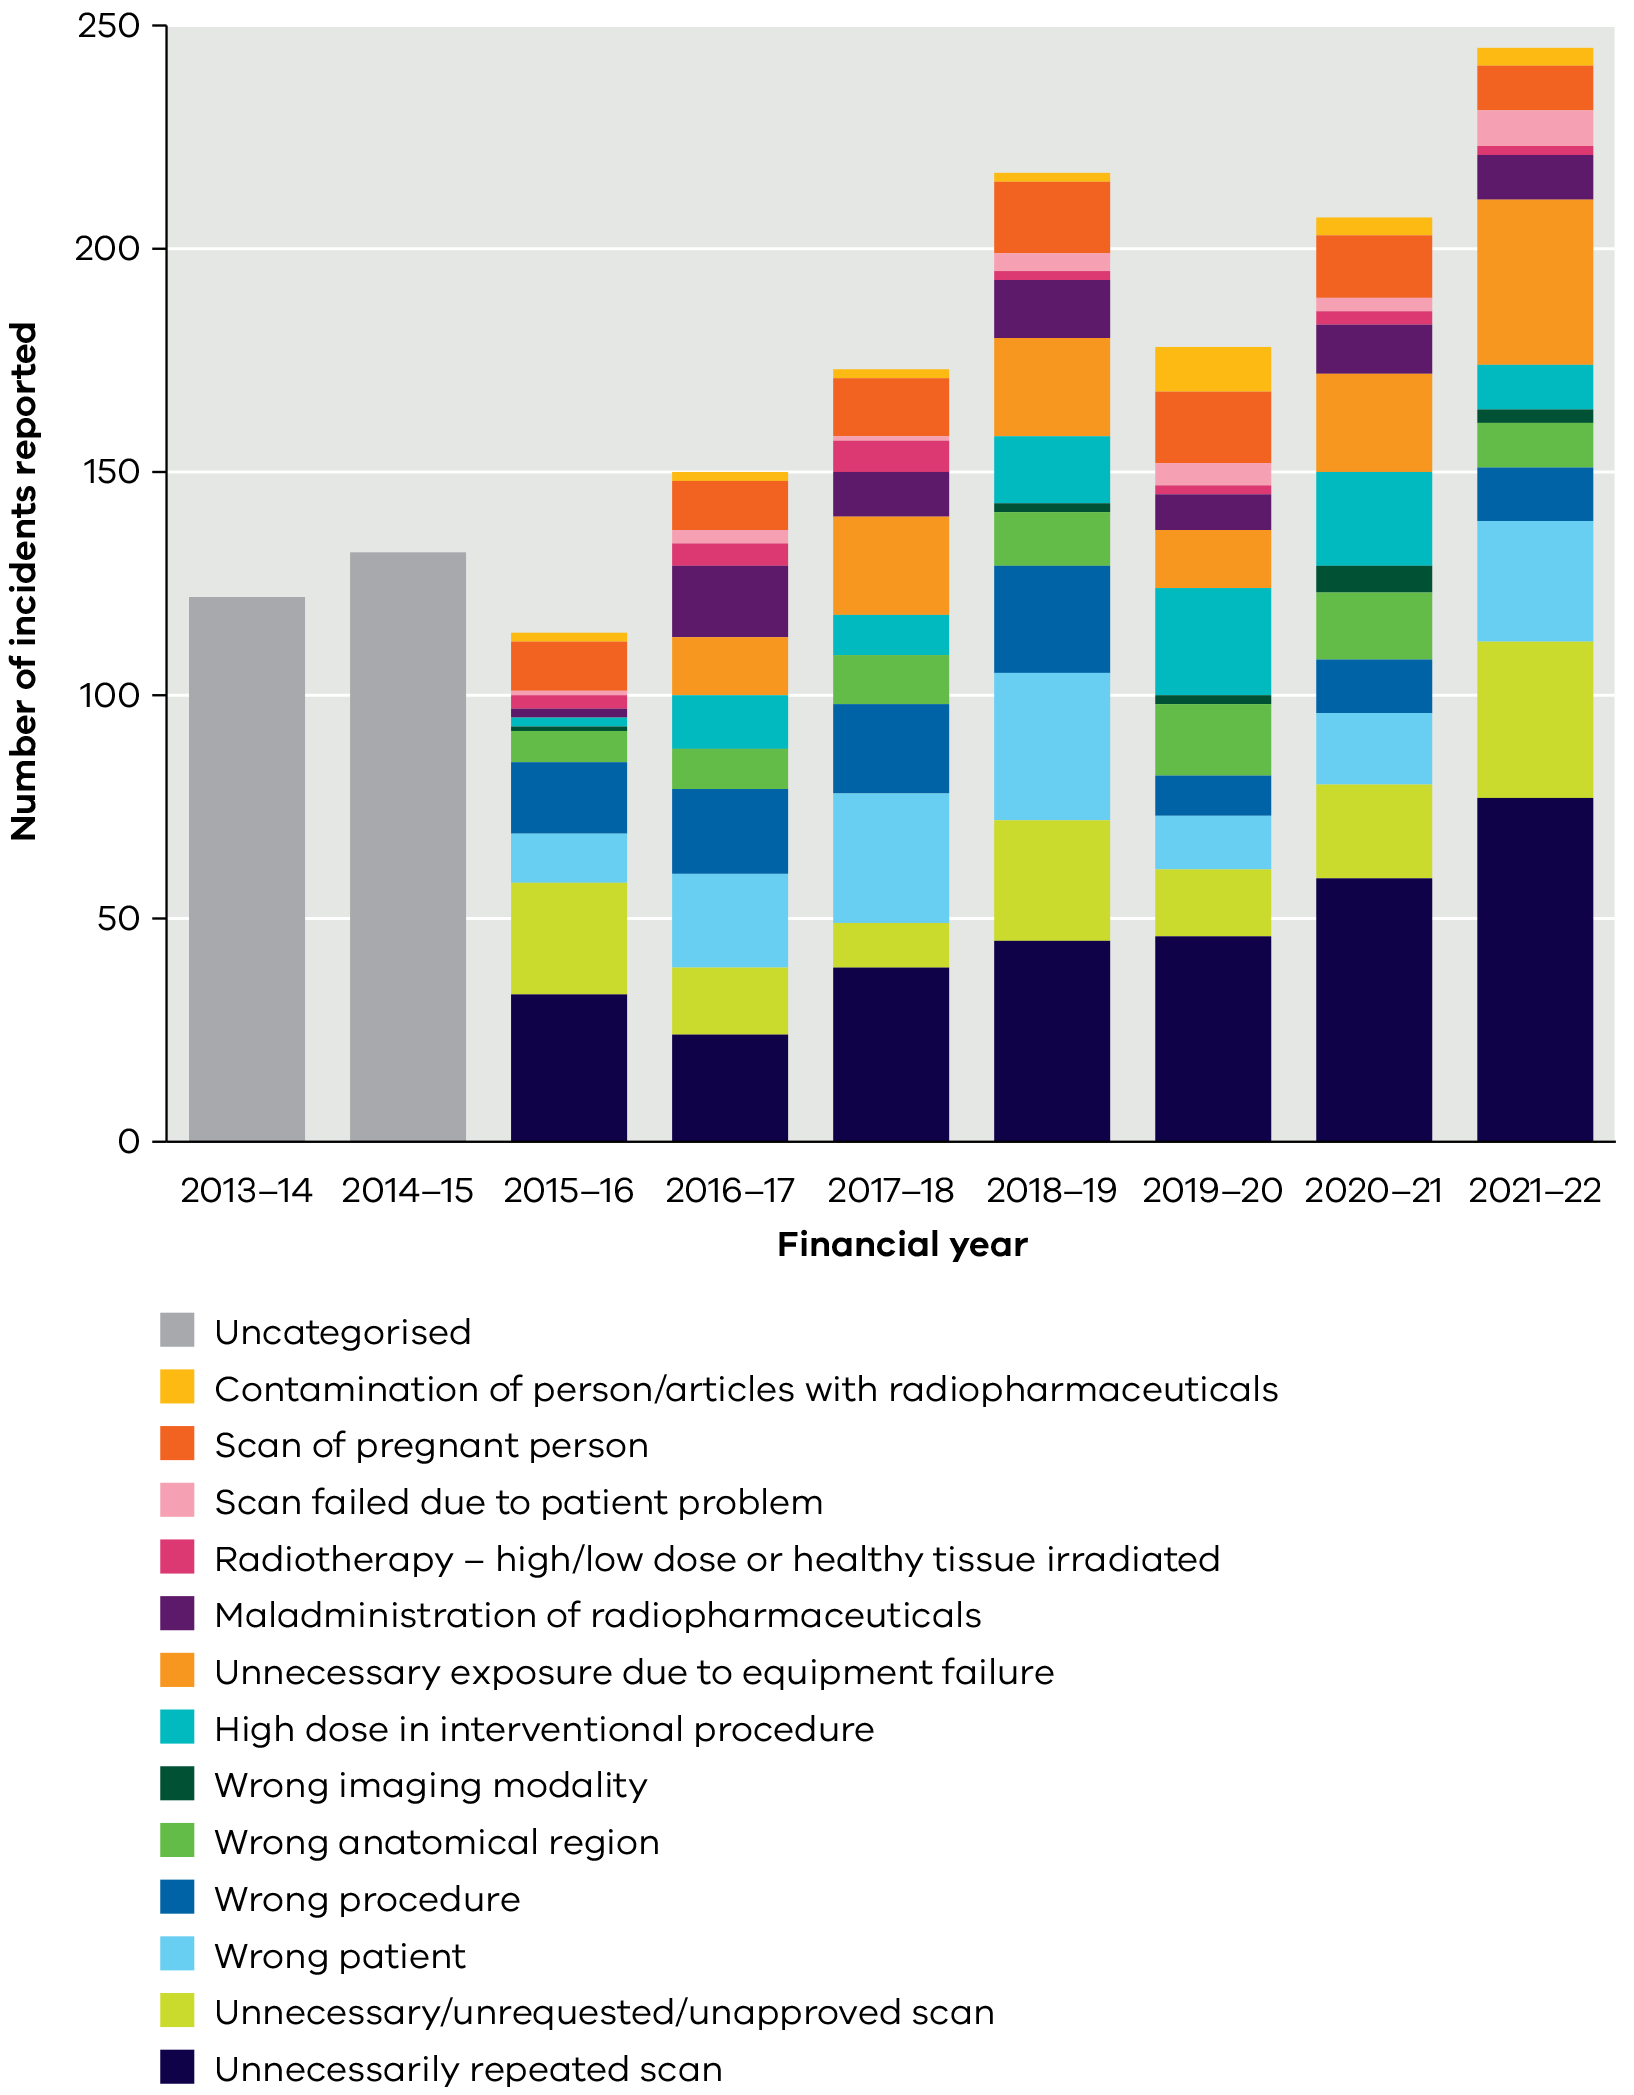 250
200
150
100
50
0
Number of incidents reported
2013–14 2014–15 2015–16 2016–17 2017–18 2018–19 2019–20 2020–21 2021–22
Financial year
Uncategorised
Contamination of person/articles with radiopharmaceuticals
Scan of pregnant person
Scan failed due to patient problem
Radiotherapy – high/low dose or healthy tissue irradiated
Maladministration of radiopharmaceuticals
Unnecessary exposure due to equipment failure
High dose in interventional procedure
Wrong imaging modality
Wrong anatomical region
Wrong procedure
Wrong patient
Unnecessary/unrequested/unapproved scan
Unnecessarily repeated scan